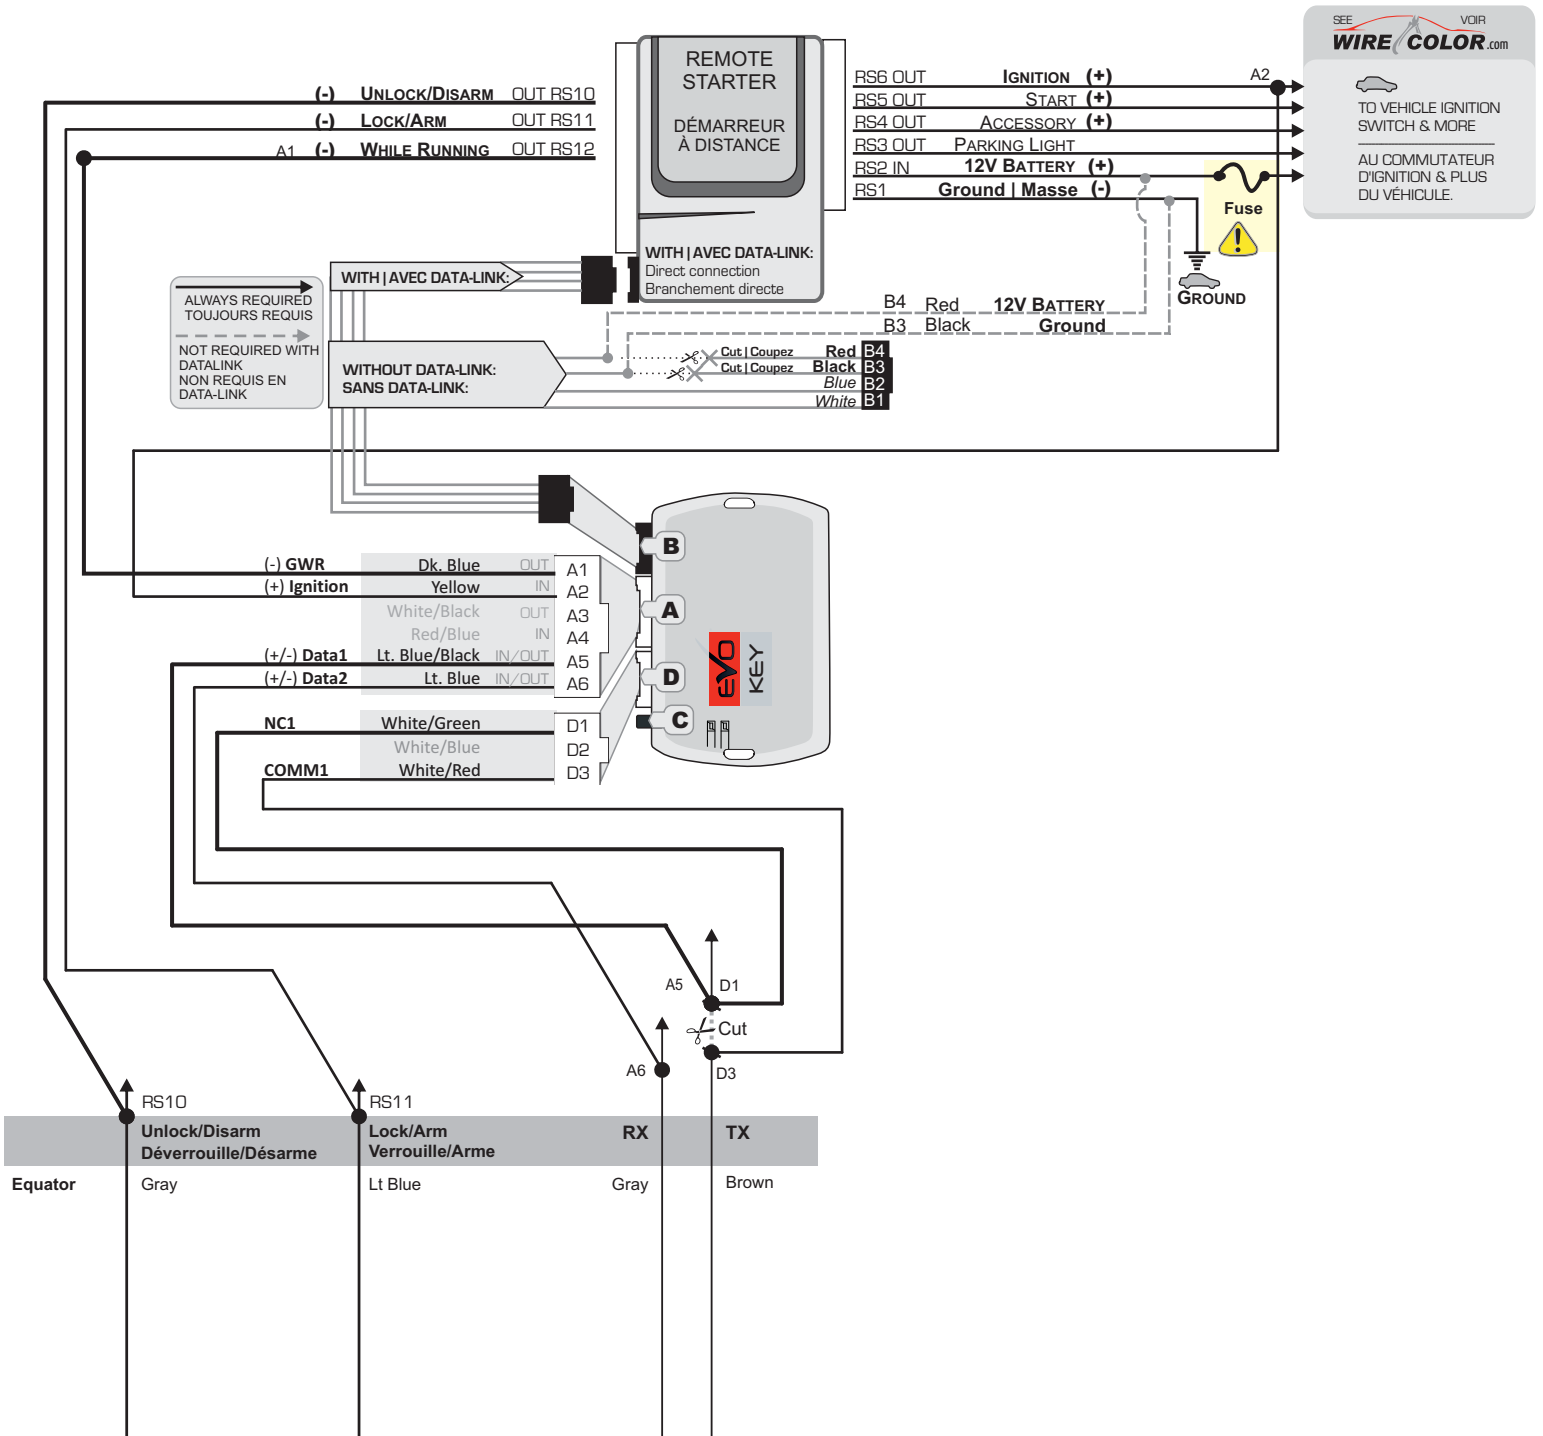 SEE VOIR
WIRE COLOR.com
TO VEHICLE IGNITION
SWITCH & MORE
AU COMMUTATEUR
D'IGNITION & PLUS
DU VÉHICULE.
REMOTE
STARTER
DÉMARREUR
À DISTANCE
WITH | AVEC DATA-LINK:
Direct connection
Branchement directe
(-) UNLOCK/DISARM OUT RS10
(-) LOCK/ARM OUT RS11
A1 (-) WHILE RUNNING OUT RS12
RS6 OUT IGNITION (+) A2
RS5 OUT START (+)
RS4 OUT ACCESSORY (+)
RS3 OUT PARKING LIGHT
RS2 IN 12V BATTERY (+)
RS1 Ground | Masse (-)
Fuse
GROUND
WITH | AVEC DATA-LINK:
ALWAYS REQUIRED
TOUJOURS REQUIS
NOT REQUIRED WITH
DATALINK
NON REQUIS EN
DATA-LINK
B4 Red 12V BATTERY
B3 Black Ground
WITHOUT DATA-LINK:
SANS DATA-LINK:
Cut | Coupez Red B4
Cut | Coupez Black B3
Blue B2
White B1
B
A
D
C
EVO
KEY
(-) GWR Dk. Blue OUT A1
(+) Ignition Yellow IN A2
White/Black OUT A3
Red/Blue IN A4
(+/-) Data1 Lt. Blue/Black IN/OUT A5
(+/-) Data2 Lt. Blue IN/OUT A6
NC1 White/Green D1
White/Blue D2
COMM1 White/Red D3
A5 D1
Cut
A6 D3
RS10 RS11
Unlock/Disarm
Déverrouille/Désarme
Lock/Arm
Verrouille/Arme
RX TX
Equator Gray Lt Blue Gray Brown